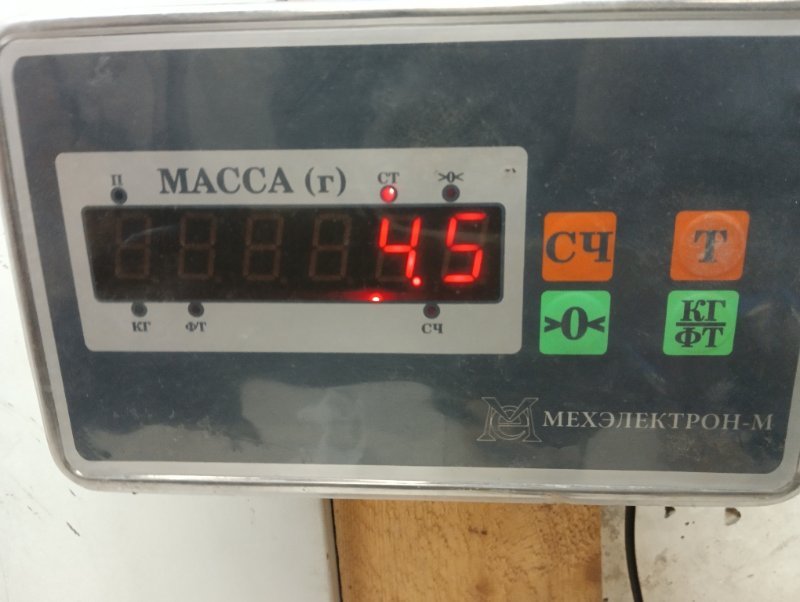 П МАССА (г) СТ >0<
4.5
КГ ФТ СЧ
СЧ Т
>0< КГ/ФТ
МЕХЭЛЕКТРОН-М